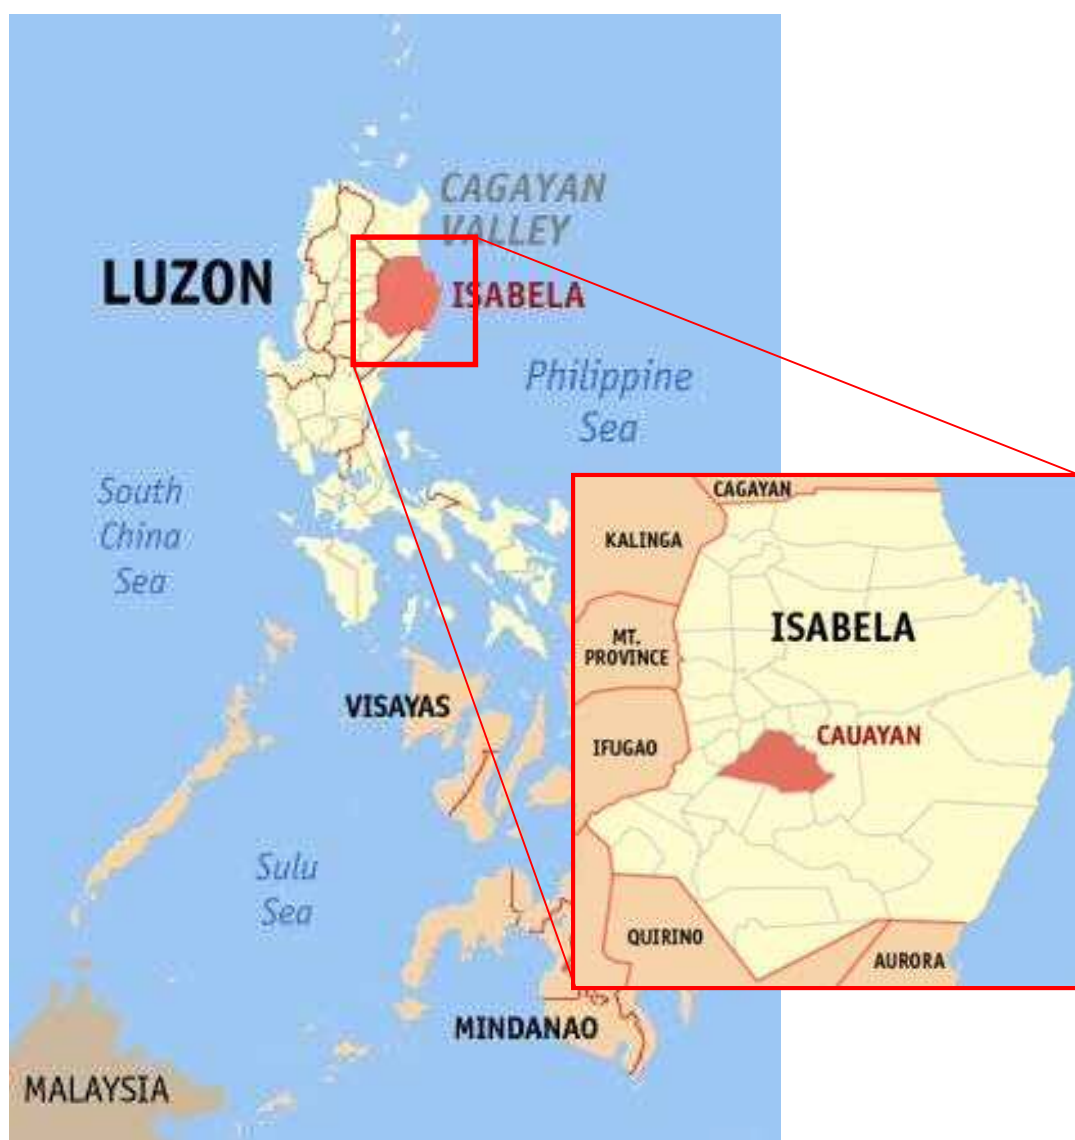 CAGAYAN
VALLEY
LUZON
ISABELA
Philippine
Sea
South
China
Sea
CAGAYAN
KALINGA
ISABELA
MT.
PROVINCE
VISAYAS
CAUAYAN
IFUGAO
Sulu
Sea
QUIRINO
AURORA
MINDANAO
MALAYSIA